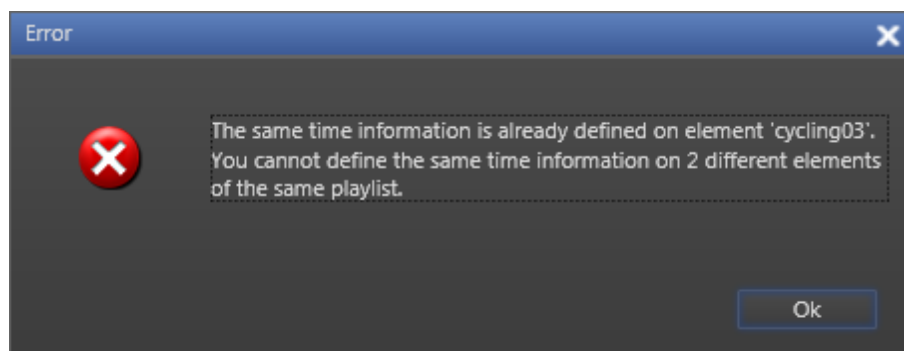 Error
The same time information is already defined on element 'cycling03'.
You cannot define the same time information on 2 different elements
of the same playlist.
Ok